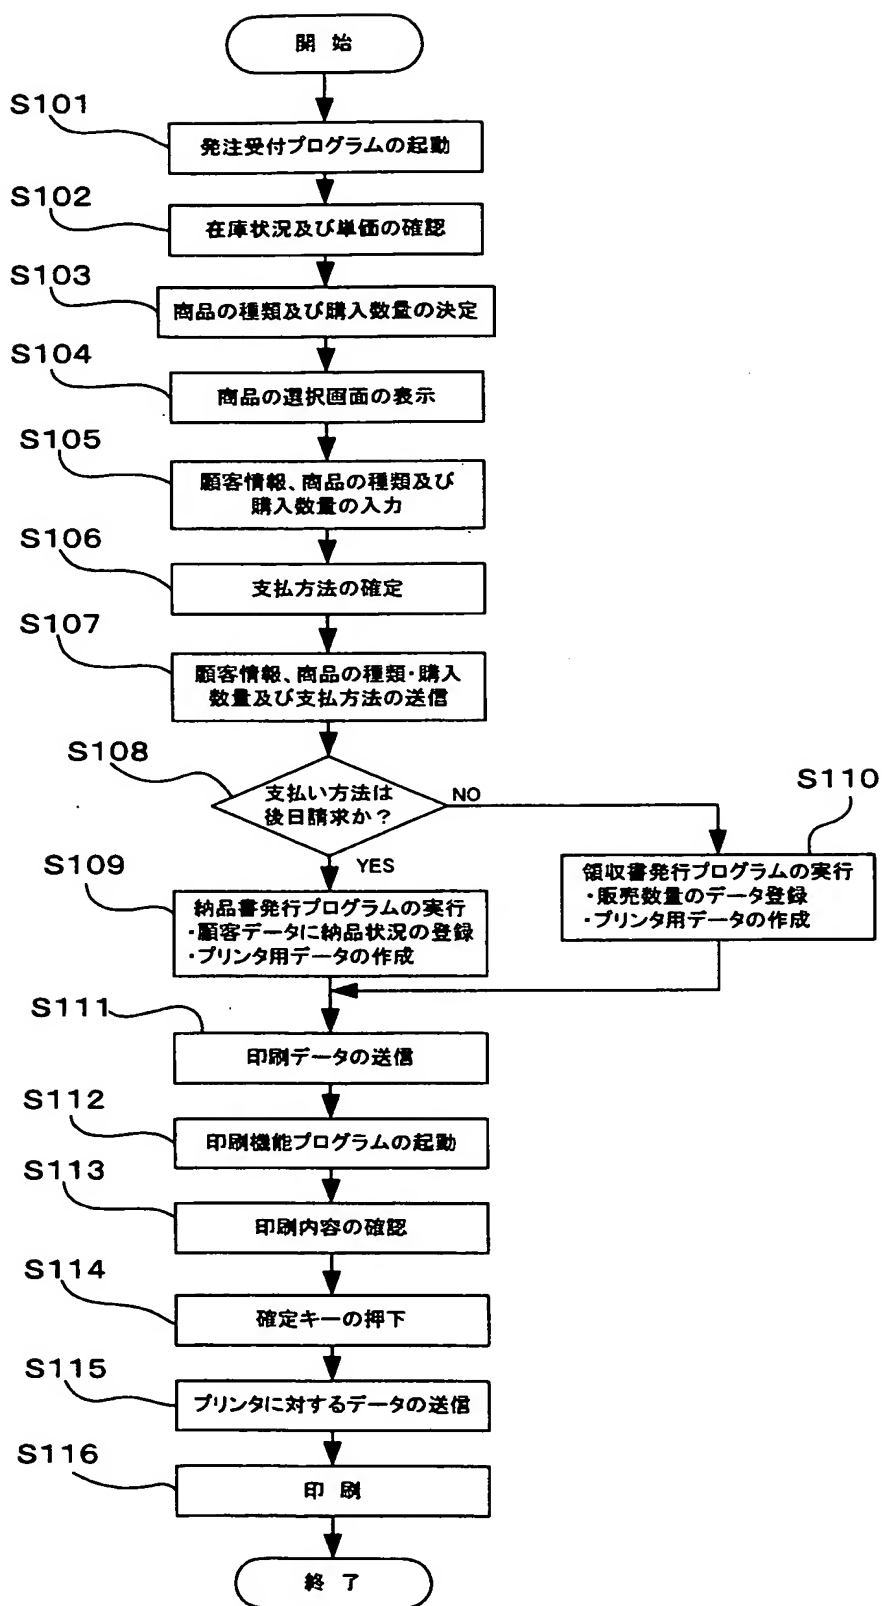 開 始
S101
発注受付プログラムの起動
S102
在庫状況及び単価の確認
S103
商品の種類及び購入数量の決定
S104
商品の選択画面の表示
S105
顧客情報、商品の種類及び
購入数量の入力
S106
支払方法の確定
S107
顧客情報、商品の種類・購入
数量及び支払方法の送信
S108
支払い方法は
後日請求か?
NO
YES
S109
納品書発行プログラムの実行
・顧客データに納品状況の登録
・プリンタ用データの作成
S110
領収書発行プログラムの実行
・販売数量のデータ登録
・プリンタ用データの作成
S111
印刷データの送信
S112
印刷機能プログラムの起動
S113
印刷内容の確認
S114
確定キーの押下
S115
プリンタに対するデータの送信
S116
印 刷
終 了